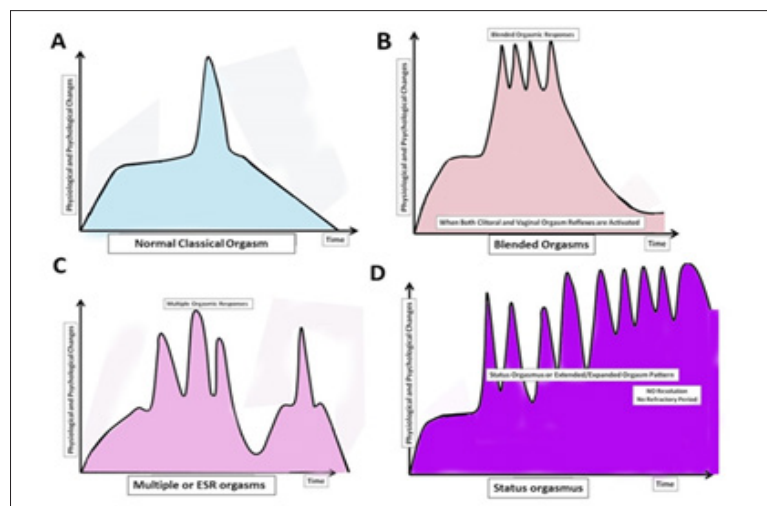 A
Physiological and Psychological Changes
Normal Classical Orgasm
Time
B
Blended Orgasmic Responses
Physiological and Psychological Changes
When Both Clitoral and Vaginal Orgasm Reflexes are Activated
Blended Orgasms
Time
C
Multiple Orgasmic Responses
Physiological and Psychological Changes
Multiple or ESR orgasms
Time
D
Physiological and Psychological Changes
Status Orgasmus or Extended/Expanded Orgasm Pattern
NO Resolution
No Refractory Period
Status orgasmus
Time